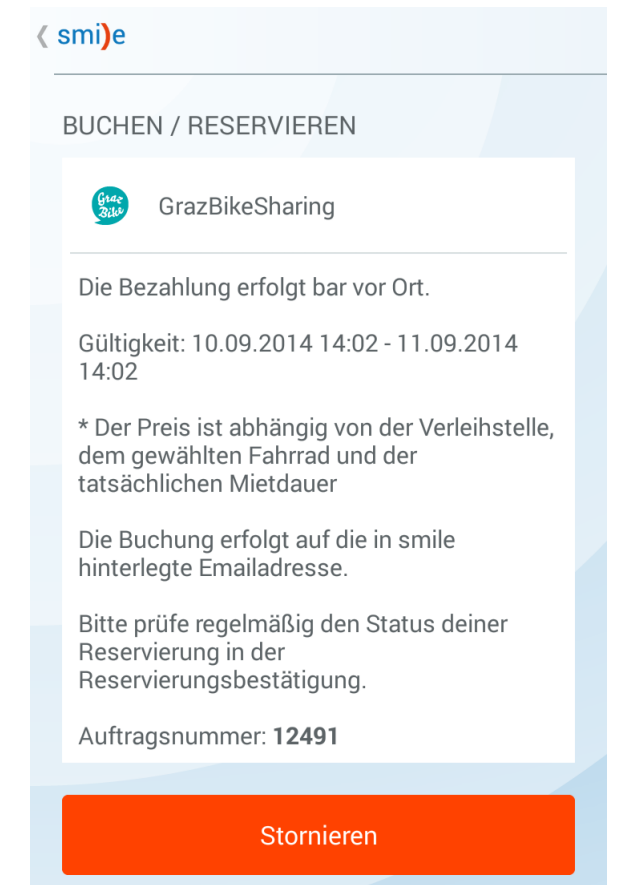 smi)e
BUCHEN / RESERVIEREN
Graz
Bike
GrazBikeSharing
Die Bezahlung erfolgt bar vor Ort.
Gültigkeit: 10.09.2014 14:02 - 11.09.2014
14:02
* Der Preis ist abhängig von der Verleihstelle,
dem gewählten Fahrrad und der
tatsächlichen Mietdauer
Die Buchung erfolgt auf die in smile
hinterlegte Emailadresse.
Bitte prüfe regelmäßig den Status deiner
Reservierung in der
Reservierungsbestätigung.
Auftragsnummer: 12491
Stornieren